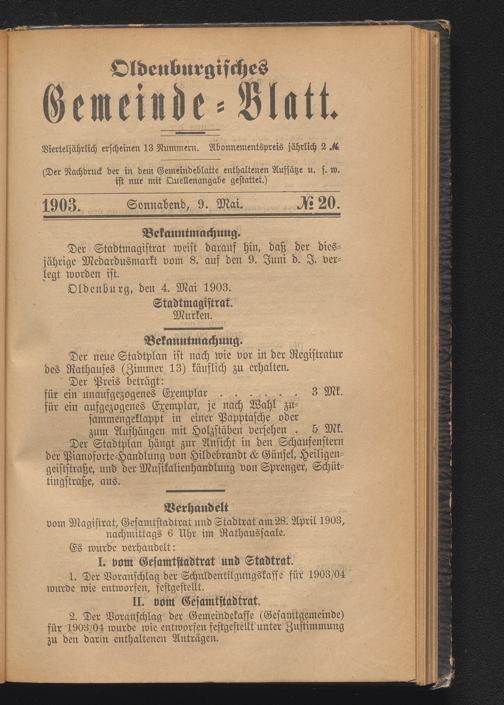 Oldenburgisches
Gemeinde-Blatt.
Vierteljährlich erscheinen 13 Nummern. Abonnementspreis jährlich 2 ℳ.
(Der Nachdruck der in dem Gemeindeblatte enthaltenen Aufsätze u. s. w.
ist nur mit Quellenangabe gestattet.)
1903. Sonnabend, 9. Mai. № 20.
Bekanntmachung.
Der Stadtmagistrat weist darauf hin, daß der dies-
jährige Medardusmarkt vom 8. auf den 9. Juni d. J. ver-
legt worden ist.
Oldenburg, den 4. Mai 1903.
Stadtmagistrat.
Murken.
Bekanntmachung.
Der neue Stadtplan ist nach wie vor in der Registratur
des Rathauses (Zimmer 13) käuflich zu erhalten.
Der Preis beträgt:
für ein unaufgezogenes Exemplar . . . . . . 3 Mk.
für ein aufgezogenes Exemplar, je nach Wahl zu-
sammengeklappt in einer Papptasche oder
zum Aufhängen mit Holzstäben versehen . 5 Mk.
Der Stadtplan hängt zur Ansicht in den Schaufenstern
der Pianoforte-Handlung von Hildebrandt & Günsel, Heiligen-
geiststraße, und der Musikalienhandlung von Sprenger, Schüt-
tingstraße, aus.
Verhandelt
vom Magistrat, Gesamtstadtrat und Stadtrat am 28. April 1903,
nachmittags 6 Uhr im Rathaussaale.
Es wurde verhandelt:
I. vom Gesamtstadtrat und Stadtrat.
1. Der Voranschlag der Schuldentilgungskasse für 1903/04
wurde wie entworfen, festgestellt.
II. vom Gesamtstadtrat.
2. Der Voranschlag der Gemeindekasse (Gesamtgemeinde)
für 1903/04 wurde wie entworfen festgestellt unter Zustimmung
zu den darin enthaltenen Anträgen.